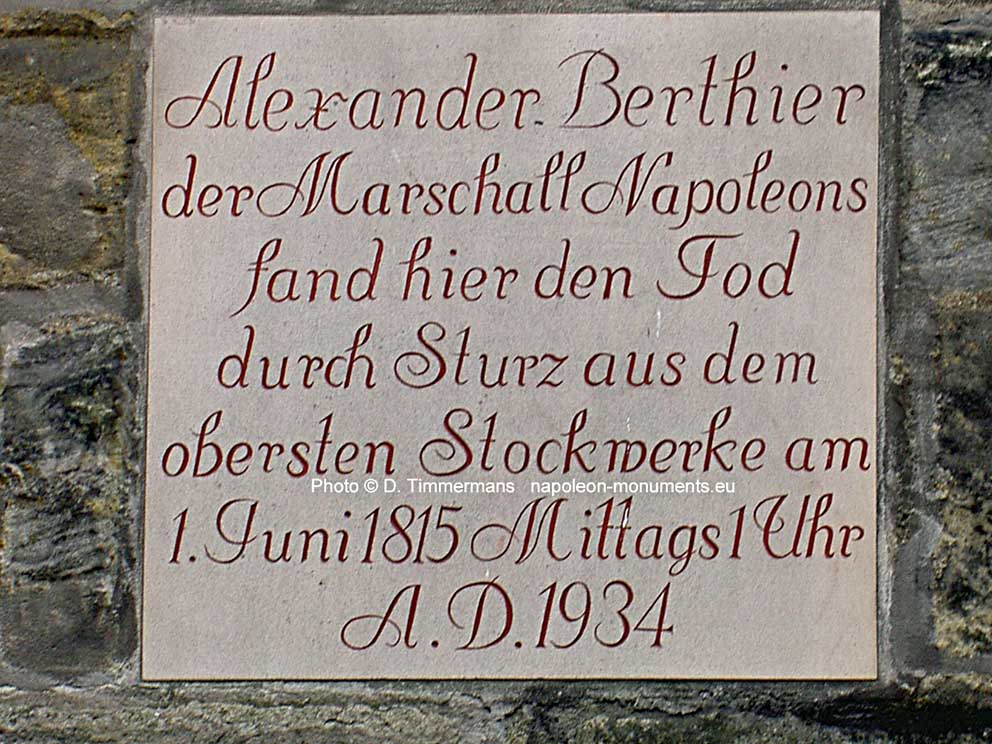 Alexander Berthier
der Marschall Napoleons
fand hier den Tod
durch Sturz aus dem
obersten Stockwerke am
Photo © D. Timmermans napoleon-monuments.eu
1. Juni 1815 Mittags 1 Uhr
A. D. 1934